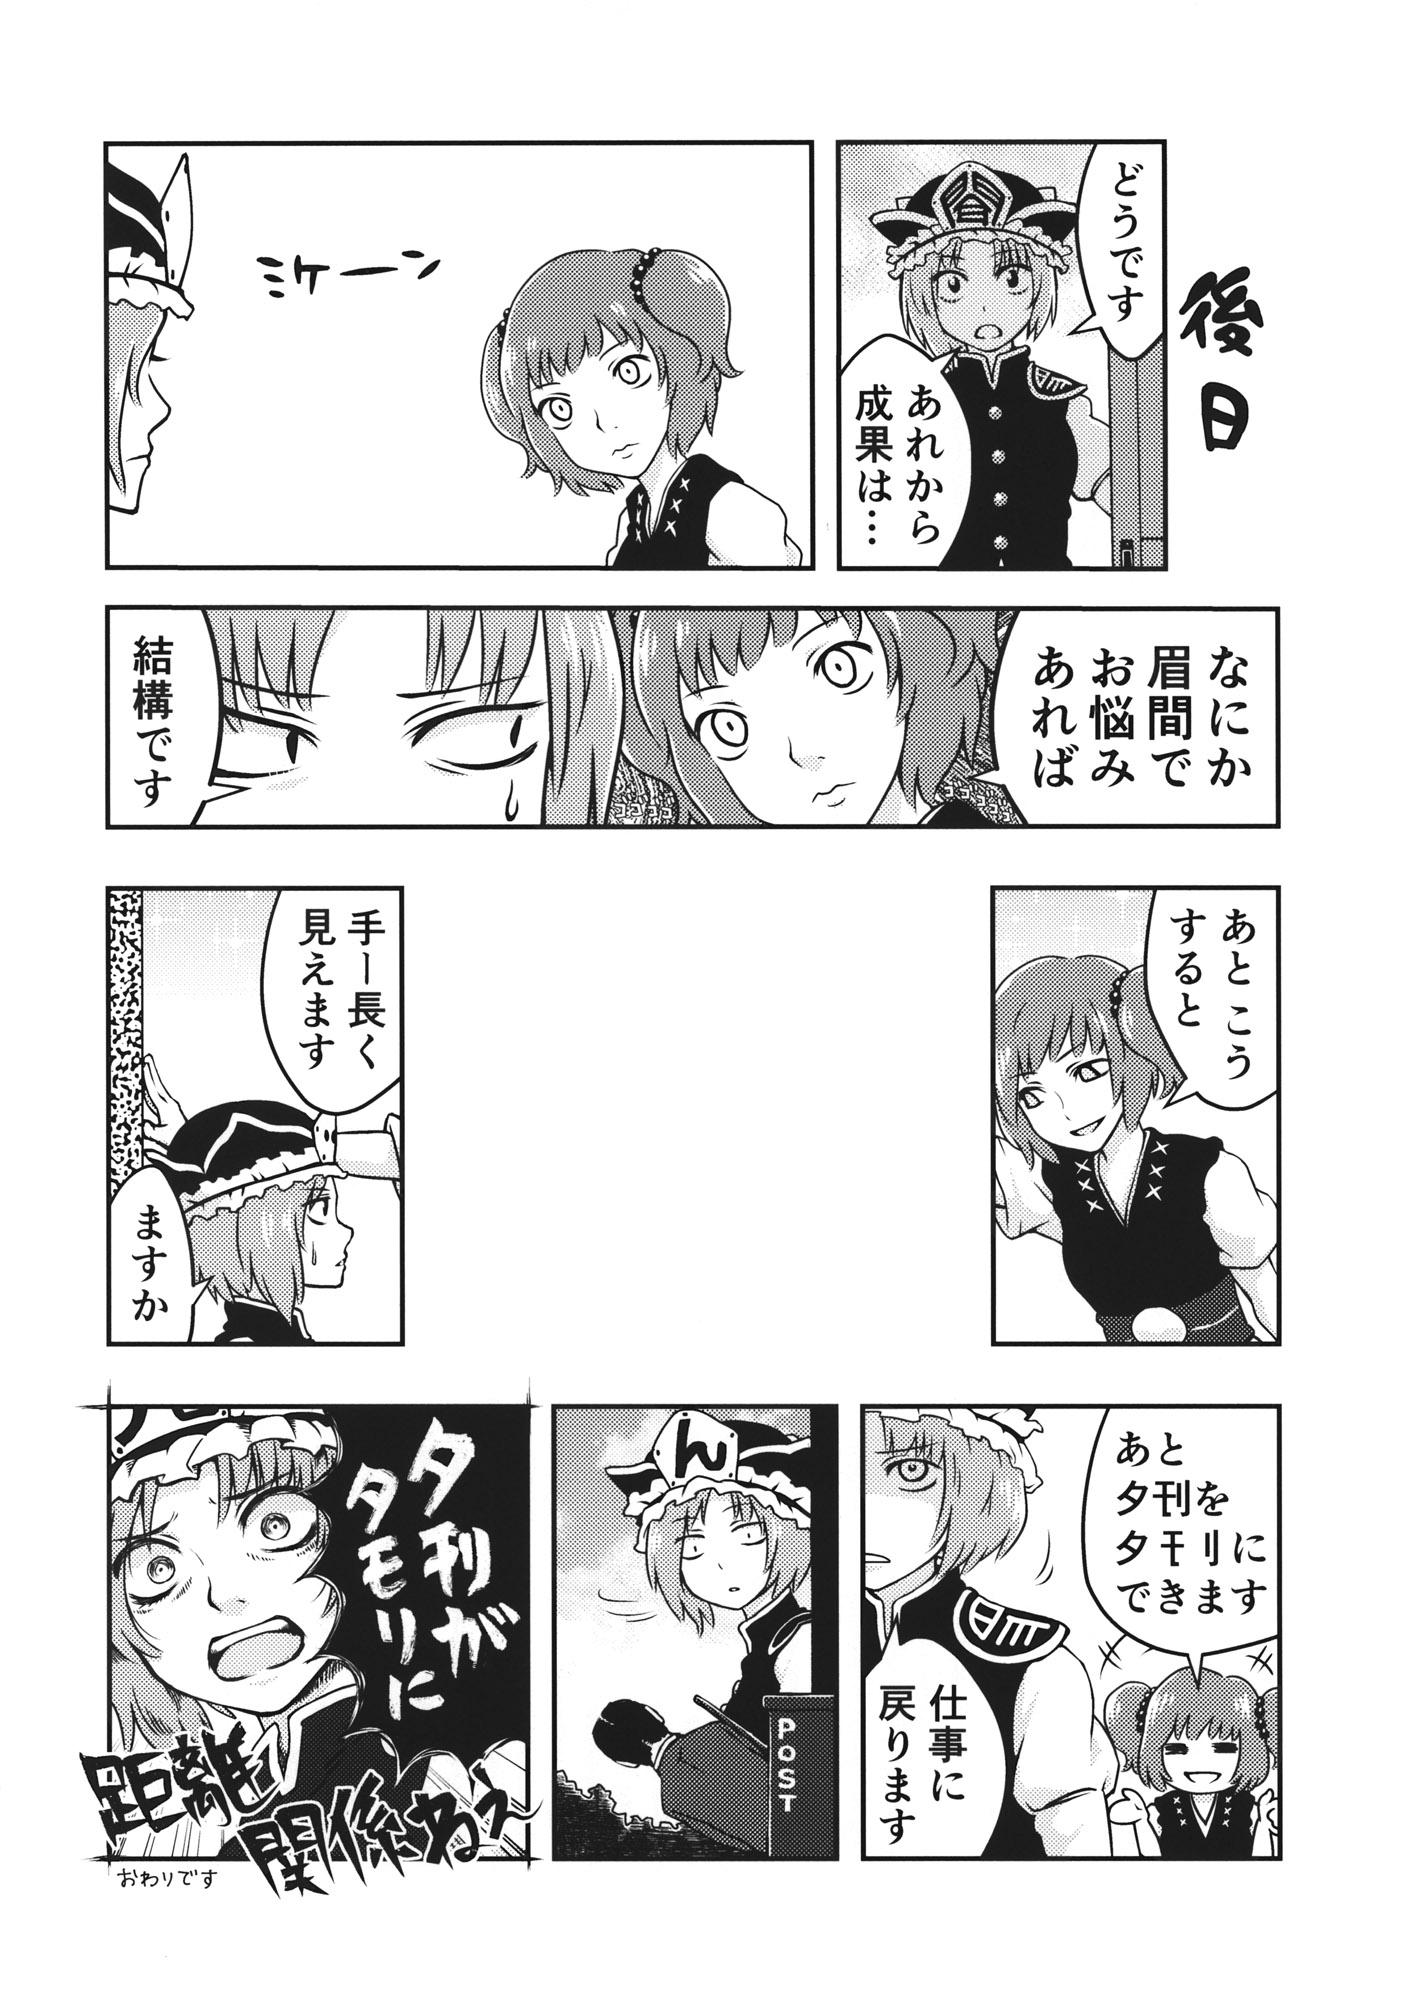 後日
どうです
あれから
成果は…
ミケーン
なにか
眉間で
お悩み
あれば
結構です
あとこう
すると
手ー長く
見えます
ますか
あと
夕刊を
タモリに
できます
仕事に
戻ります
ん
POST
夕刊が
タモリに
距離
関係ねぇ〜
おわりです